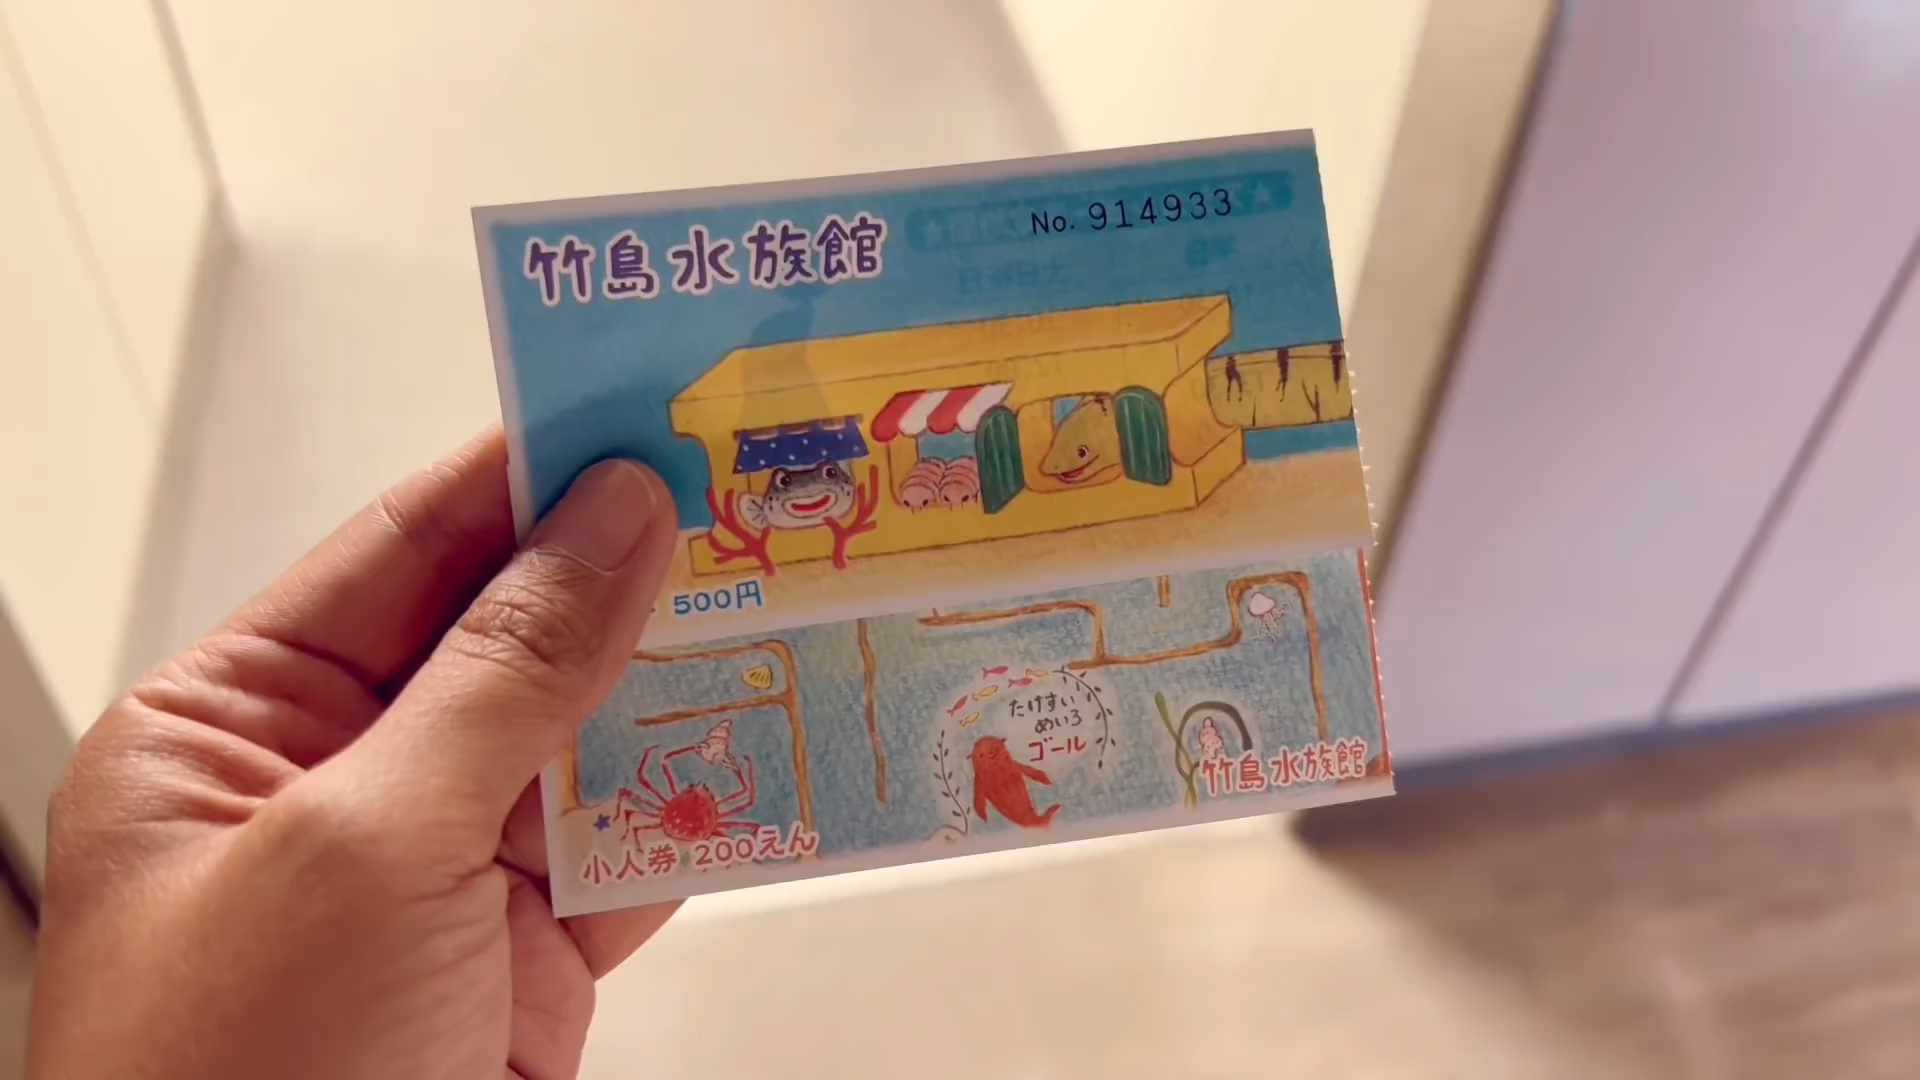 竹島水族館
No. 914933
500円
たけすい
めいろ
ゴール
竹島水族館
小人券 200えん